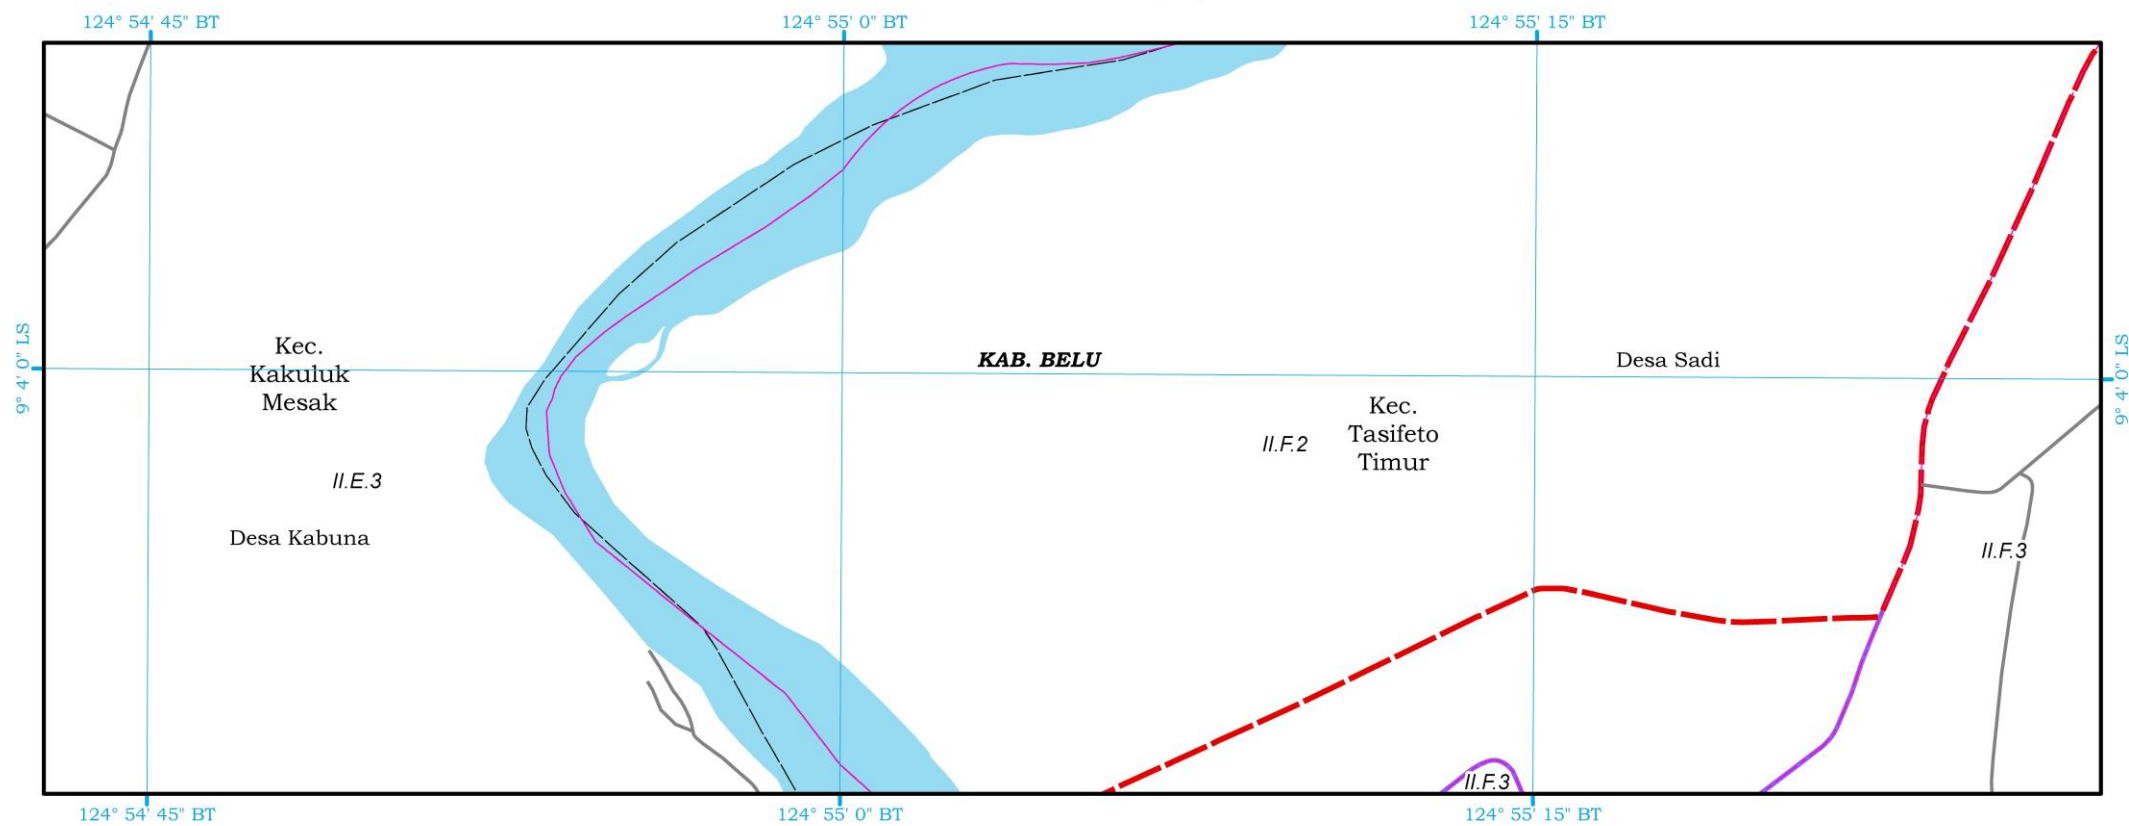 124° 54' 45" BT
124° 55' 0" BT
124° 55' 15" BT
9° 4' 0" LS
9° 4' 0" LS
Kec.
Kakuluk
Mesak
KAB. BELU
Desa Sadi
Kec.
Tasifeto
Timur
II.F.2
II.E.3
Desa Kabuna
II.F.3
II.F.3
124° 54' 45" BT
124° 55' 0" BT
124° 55' 15" BT